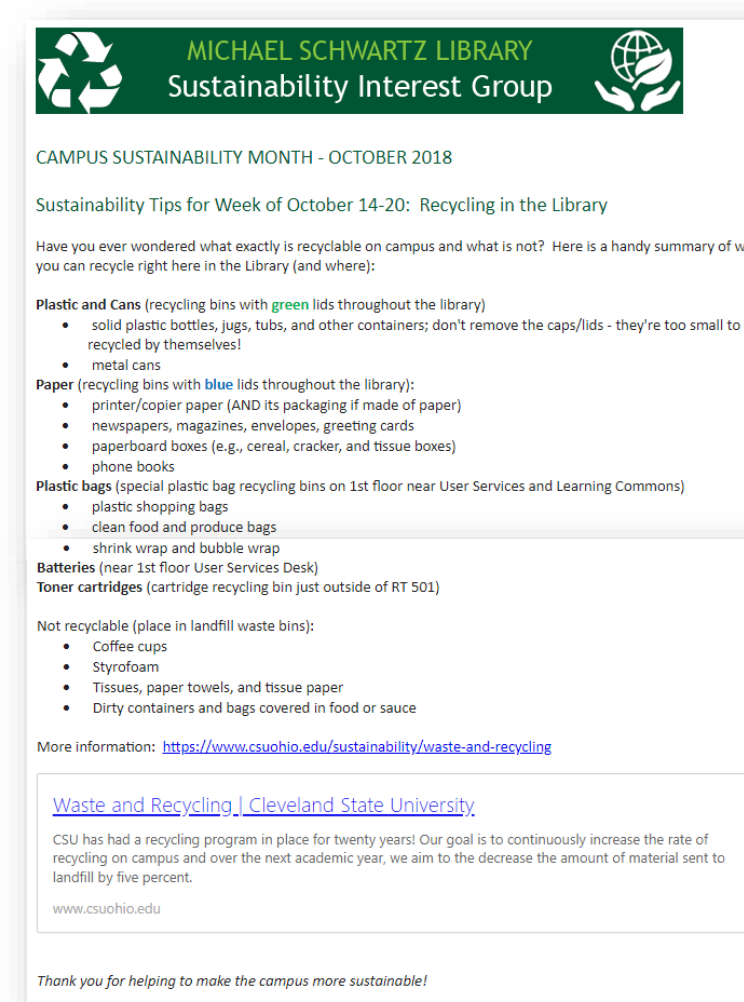 MICHAEL SCHWARTZ LIBRARY
Sustainability Interest Group
CAMPUS SUSTAINABILITY MONTH - OCTOBER 2018
Sustainability Tips for Week of October 14-20:  Recycling in the Library
Have you ever wondered what exactly is recyclable on campus and what is not?  Here is a handy summary of
you can recycle right here in the Library (and where):
Plastic and Cans (recycling bins with green lids throughout the library)
• solid plastic bottles, jugs, tubs, and other containers; don't remove the caps/lids - they're too small to
recycled by themselves!
• metal cans
Paper (recycling bins with blue lids throughout the library):
• printer/copier paper (AND its packaging if made of paper)
• newspapers, magazines, envelopes, greeting cards
• paperboard boxes (e.g., cereal, cracker, and tissue boxes)
• phone books
Plastic bags (special plastic bag recycling bins on 1st floor near User Services and Learning Commons)
• plastic shopping bags
• clean food and produce bags
• shrink wrap and bubble wrap
Batteries (near 1st floor User Services Desk)
Toner cartridges (cartridge recycling bin just outside of RT 501)
Not recyclable (place in landfill waste bins):
• Coffee cups
• Styrofoam
• Tissues, paper towels, and tissue paper
• Dirty containers and bags covered in food or sauce
More information:  https://www.csuohio.edu/sustainability/waste-and-recycling
Waste and Recycling | Cleveland State University
CSU has had a recycling program in place for twenty years! Our goal is to continuously increase the rate of
recycling on campus and over the next academic year, we aim to the decrease the amount of material sent to
landfill by five percent.
www.csuohio.edu
Thank you for helping to make the campus more sustainable!